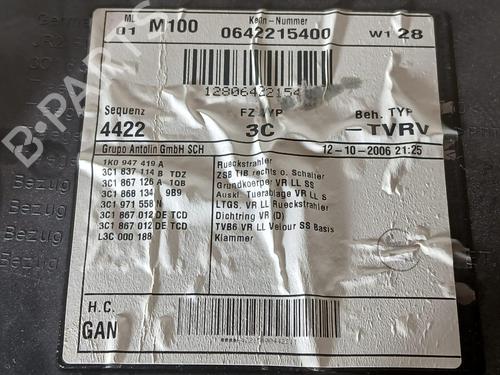 ML Kenn-Nummer
01 M100 0642215400 W1 28
Sequenz FZ TYP Beh. TYP
4422 3C -TVRV
Grupo Antolin GmbH SCH 12-10-2006 21:25
1K0 947 419 A Rueckstrahler
3C1 837 114 B TDZ ZSB TIB rechts o. Schalter
3C1 867 126 A TQB Grundkoerper VR LL SS
3C1 868 134 9B9 Auskl. Tuerablage VR LL
3C1 971 558 N LTGS. VR LL Rueckstrahler
3C1 867 012 DE TCD Dichtring VR (D)
3C1 867 012 DE TCD TVB6 VR LL Velour SS Basis
L3C 000 188 Klammer
H.C.
GAN
B-PARTS
Bezug
Bezug
Bezug
Bezug